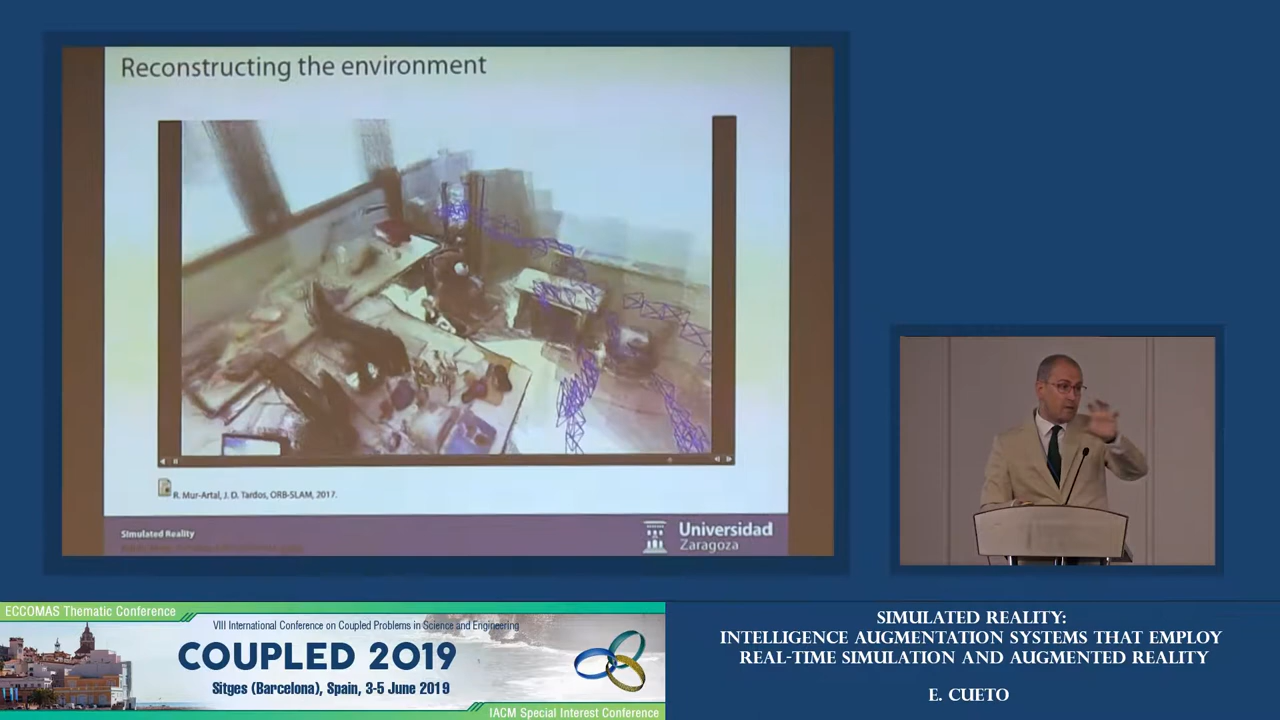 Reconstructing the environment
R. Mur-Artal, J. D. Tardos, ORB-SLAM, 2017.
Simulated Reality
Universidad
Zaragoza
ECCOMAS Thematic Conference
VIII International Conference on Coupled Problems in Science and Engineering
COUPLED 2019
Sitges (Barcelona), Spain, 3-5 June 2019
IACM Special Interest Conference
SIMULATED REALITY:
INTELLIGENCE AUGMENTATION SYSTEMS THAT EMPLOY
REAL-TIME SIMULATION AND AUGMENTED REALITY
E. CUETO